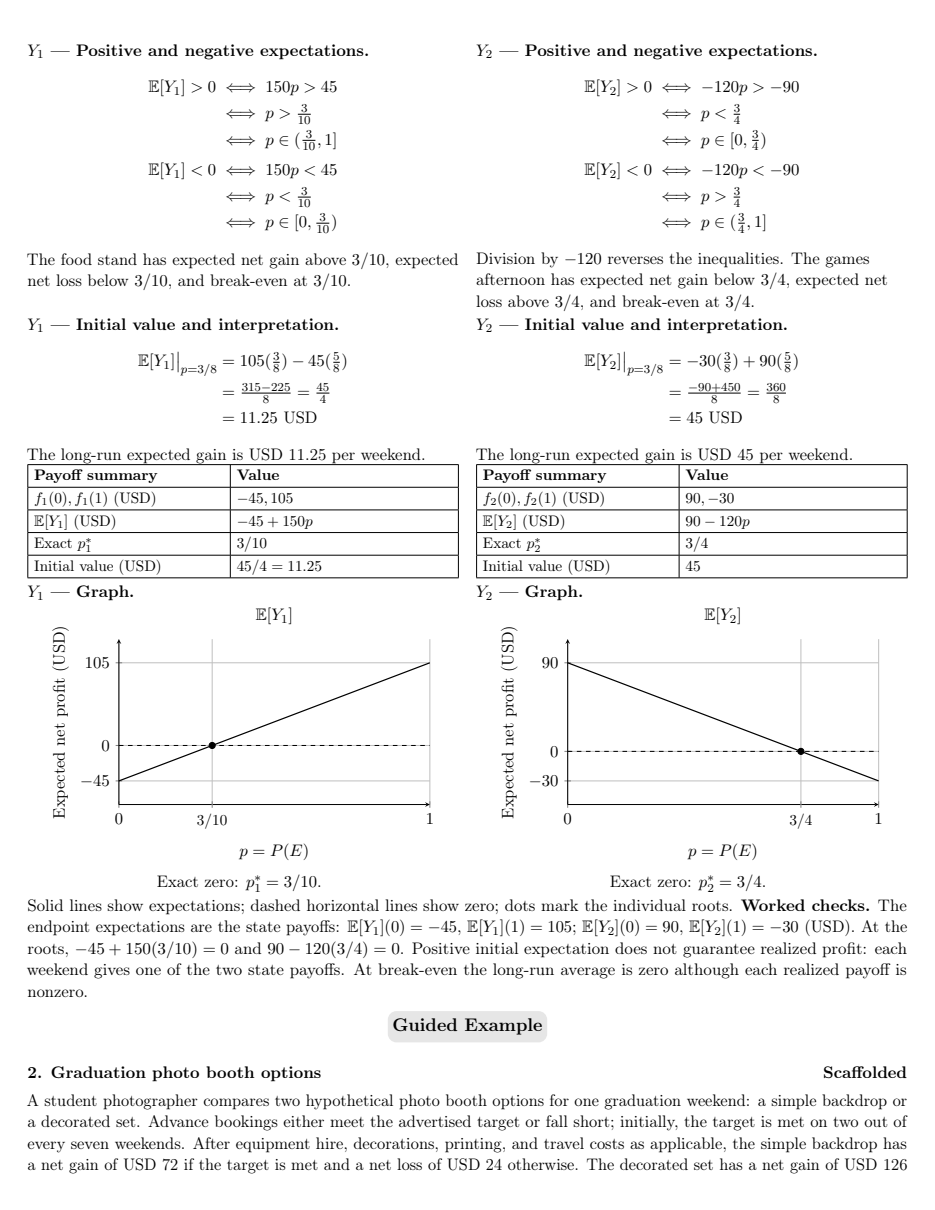 Y₁ — Positive and negative expectations.
𝔼[Y₁] > 0 ⟺ 150p > 45
⟺ p > 3/10
⟺ p ∈ (3/10, 1]
𝔼[Y₁] < 0 ⟺ 150p < 45
⟺ p < 3/10
⟺ p ∈ [0, 3/10)
The food stand has expected net gain above 3/10, expected
net loss below 3/10, and break-even at 3/10.
Y₁ — Initial value and interpretation.
𝔼[Y₁]|ₚ₌₃/₈ = 105(3/8) − 45(5/8)
= (315−225)/8 = 45/4
= 11.25 USD
The long-run expected gain is USD 11.25 per weekend.
Payoff summary Value
f₁(0), f₁(1) (USD) −45, 105
𝔼[Y₁] (USD) −45 + 150p
Exact p₁* 3/10
Initial value (USD) 45/4 = 11.25
Y₁ — Graph.
𝔼[Y₁]
Expected net profit (USD)
105
0
−45
0 3/10 1
p = P(E)
Exact zero: p₁* = 3/10.
Y₂ — Positive and negative expectations.
𝔼[Y₂] > 0 ⟺ −120p > −90
⟺ p < 3/4
⟺ p ∈ [0, 3/4)
𝔼[Y₂] < 0 ⟺ −120p < −90
⟺ p > 3/4
⟺ p ∈ (3/4, 1]
Division by −120 reverses the inequalities. The games
afternoon has expected net gain below 3/4, expected net
loss above 3/4, and break-even at 3/4.
Y₂ — Initial value and interpretation.
𝔼[Y₂]|ₚ₌₃/₈ = −30(3/8) + 90(5/8)
= (−90+450)/8 = 360/8
= 45 USD
The long-run expected gain is USD 45 per weekend.
Payoff summary Value
f₂(0), f₂(1) (USD) 90, −30
𝔼[Y₂] (USD) 90 − 120p
Exact p₂* 3/4
Initial value (USD) 45
Y₂ — Graph.
𝔼[Y₂]
Expected net profit (USD)
90
0
−30
0 3/4 1
p = P(E)
Exact zero: p₂* = 3/4.
Solid lines show expectations; dashed horizontal lines show zero; dots mark the individual roots. Worked checks. The
endpoint expectations are the state payoffs: 𝔼[Y₁](0) = −45, 𝔼[Y₁](1) = 105; 𝔼[Y₂](0) = 90, 𝔼[Y₂](1) = −30 (USD). At the
roots, −45 + 150(3/10) = 0 and 90 − 120(3/4) = 0. Positive initial expectation does not guarantee realized profit: each
weekend gives one of the two state payoffs. At break-even the long-run average is zero although each realized payoff is
nonzero.
Guided Example
2. Graduation photo booth options Scaffolded
A student photographer compares two hypothetical photo booth options for one graduation weekend: a simple backdrop or
a decorated set. Advance bookings either meet the advertised target or fall short; initially, the target is met on two out of
every seven weekends. After equipment hire, decorations, printing, and travel costs as applicable, the simple backdrop has
a net gain of USD 72 if the target is met and a net loss of USD 24 otherwise. The decorated set has a net gain of USD 126